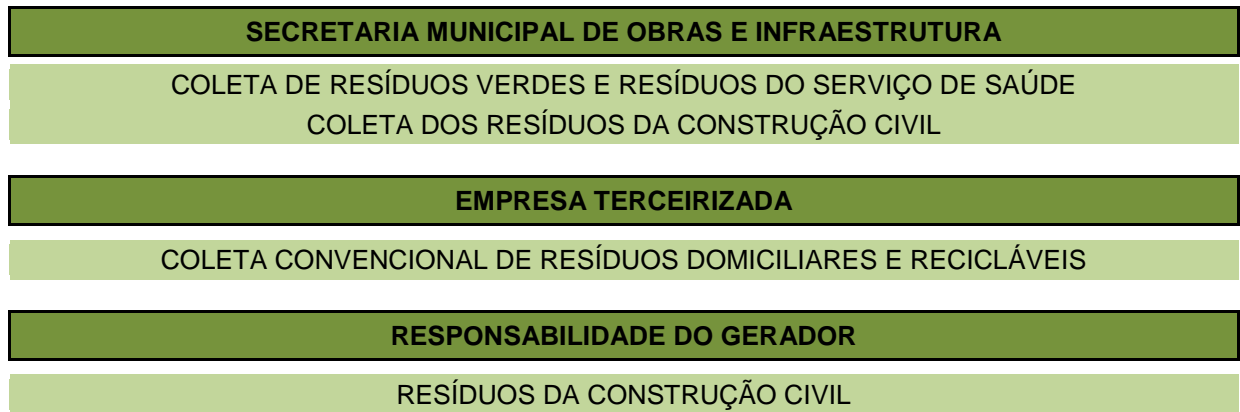 SECRETARIA MUNICIPAL DE OBRAS E INFRAESTRUTURA
COLETA DE RESÍDUOS VERDES E RESÍDUOS DO SERVIÇO DE SAÚDE
COLETA DOS RESÍDUOS DA CONSTRUÇÃO CIVIL
EMPRESA TERCEIRIZADA
COLETA CONVENCIONAL DE RESÍDUOS DOMICILIARES E RECICLÁVEIS
RESPONSABILIDADE DO GERADOR
RESÍDUOS DA CONSTRUÇÃO CIVIL